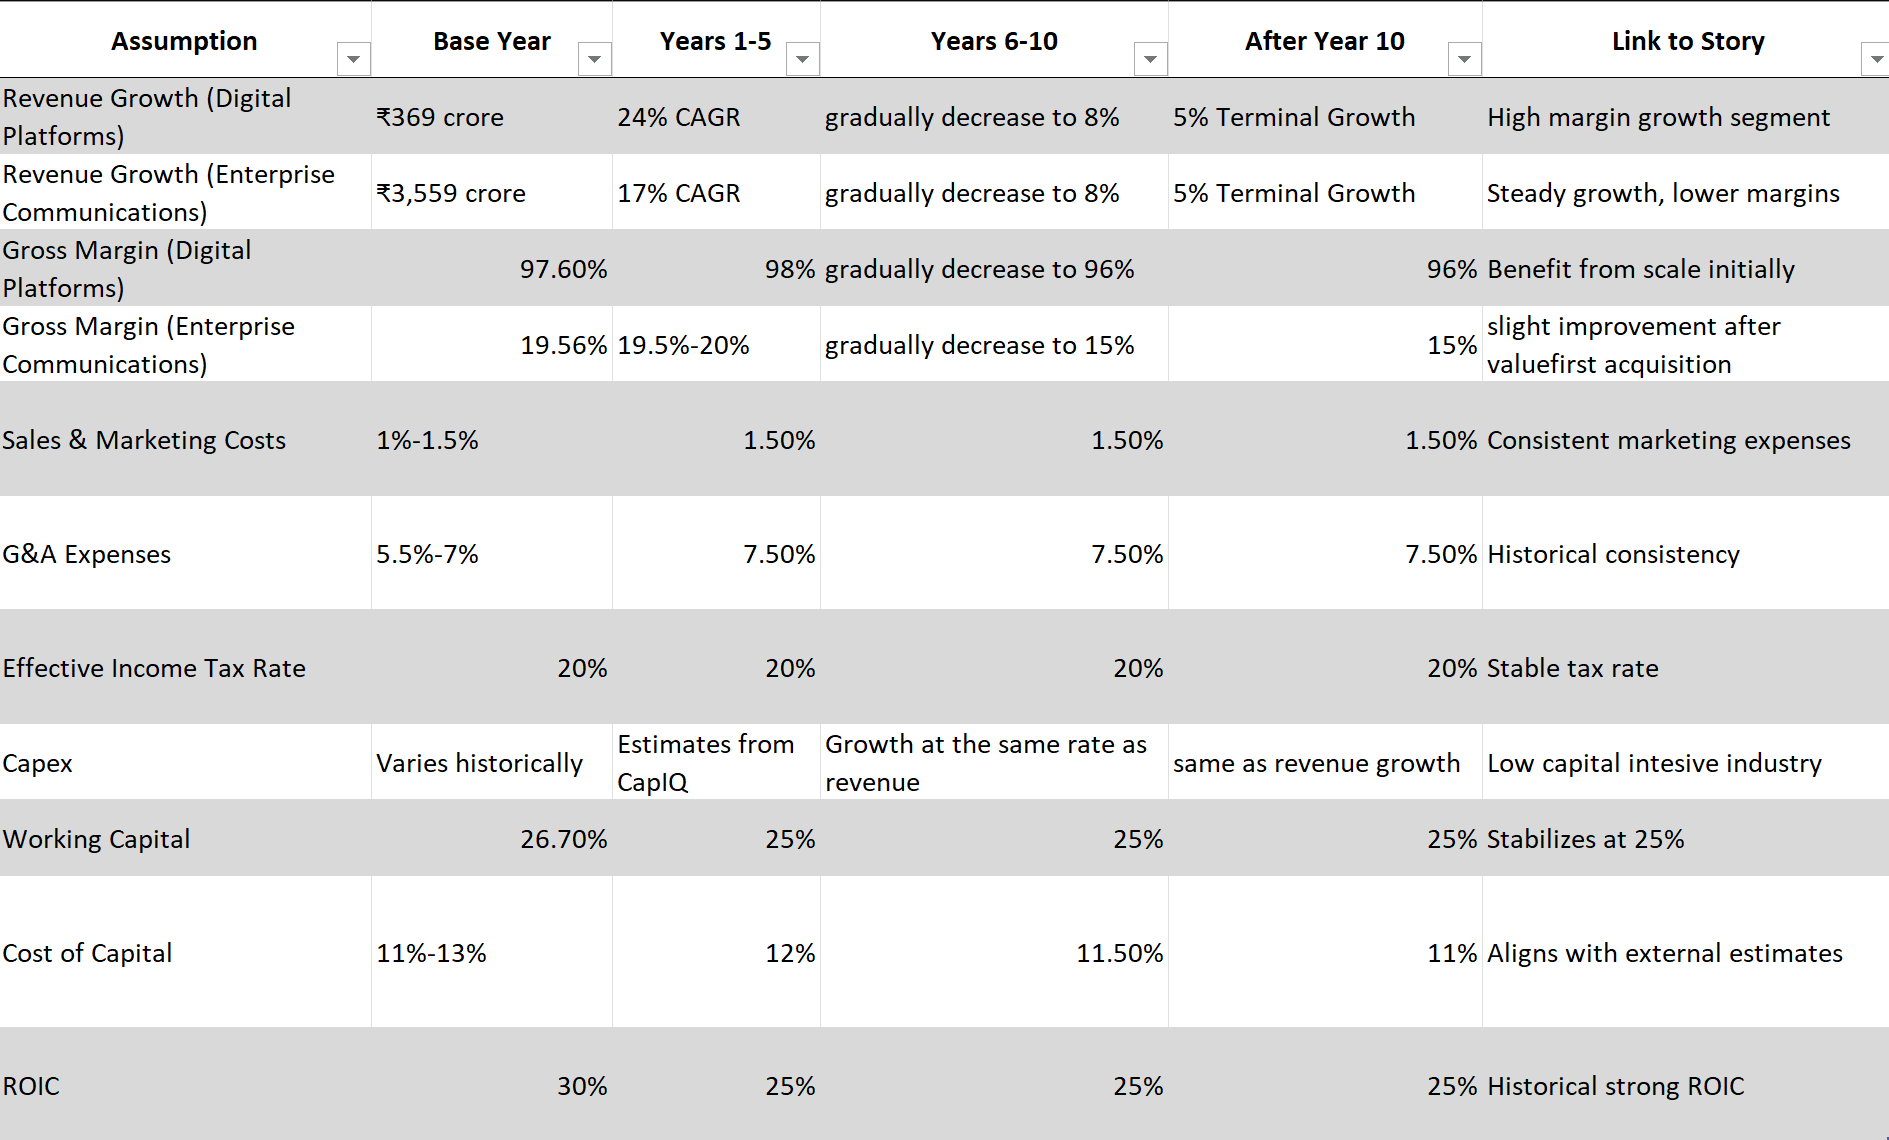 Assumption Base Year Years 1-5 Years 6-10 After Year 10 Link to Story
Revenue Growth (Digital
Platforms) ₹369 crore 24% CAGR gradually decrease to 8% 5% Terminal Growth High margin growth segment
Revenue Growth (Enterprise
Communications) ₹3,559 crore 17% CAGR gradually decrease to 8% 5% Terminal Growth Steady growth, lower margins
Gross Margin (Digital
Platforms) 97.60% 98% gradually decrease to 96% 96% Benefit from scale initially
Gross Margin (Enterprise
Communications) 19.56% 19.5%-20% gradually decrease to 15% 15% slight improvement after
valuefirst acquisition
Sales & Marketing Costs 1%-1.5% 1.50% 1.50% 1.50% Consistent marketing expenses
G&A Expenses 5.5%-7% 7.50% 7.50% 7.50% Historical consistency
Effective Income Tax Rate 20% 20% 20% 20% Stable tax rate
Capex Varies historically Estimates from
CapIQ Growth at the same rate as
revenue same as revenue growth Low capital intesive industry
Working Capital 26.70% 25% 25% 25% Stabilizes at 25%
Cost of Capital 11%-13% 12% 11.50% 11% Aligns with external estimates
ROIC 30% 25% 25% 25% Historical strong ROIC